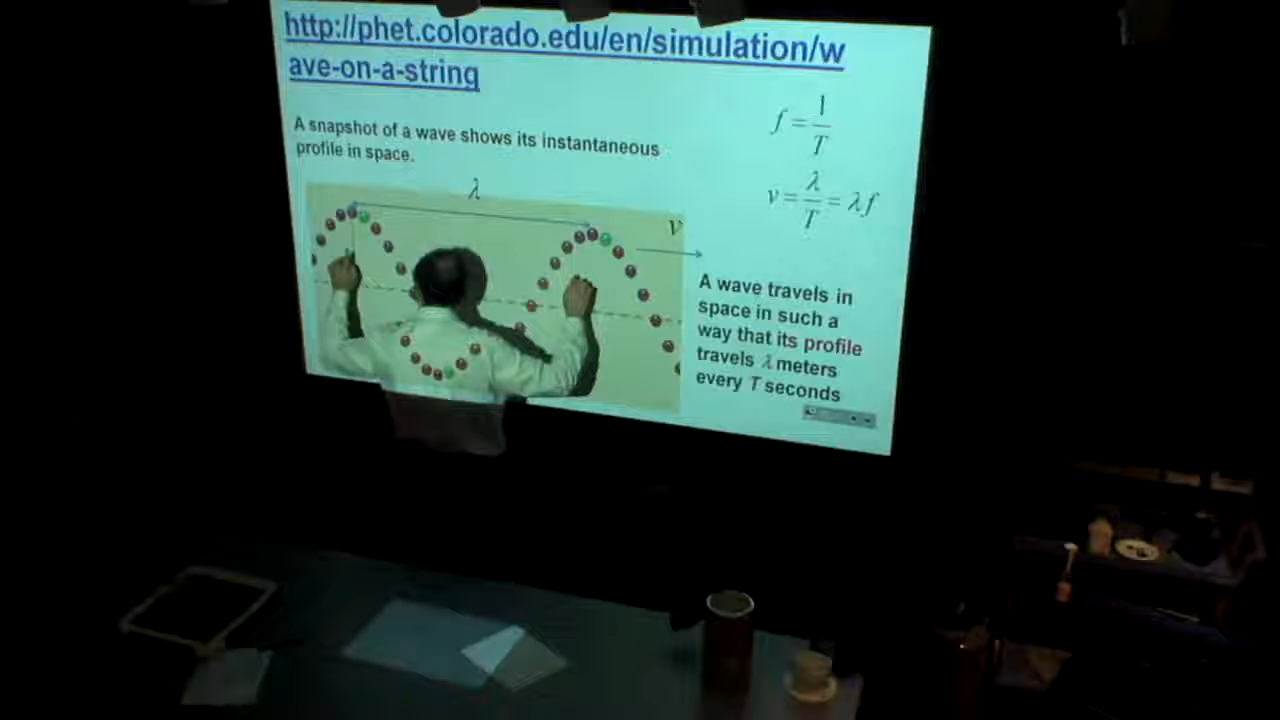 http://phet.colorado.edu/en/simulation/w
ave-on-a-string
f = 1/T
A snapshot of a wave shows its instantaneous
profile in space.
v = λ/T = λf
λ
v
A wave travels in
space in such a
way that its profile
travels λ meters
every T seconds